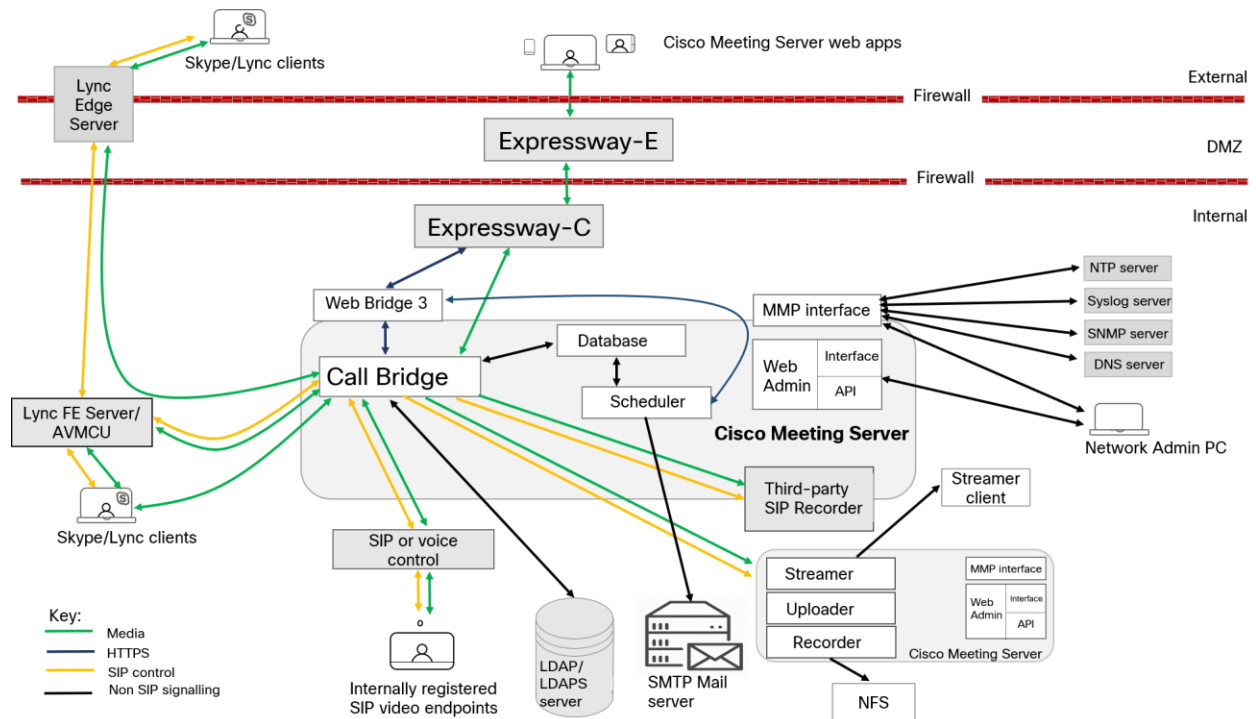 Cisco Meeting Server web apps
S
Skype/Lync clients
External
Lync
Edge
Server
Firewall
Expressway-E
DMZ
Firewall
Internal
Expressway-C
NTP server
Web Bridge 3
MMP interface
Syslog server
SNMP server
DNS server
Database
Web
Admin
Interface
API
Call Bridge
Scheduler
Lync FE Server/
AVMCU
Cisco Meeting Server
Network Admin PC
S
Skype/Lync clients
Third-party
SIP Recorder
Streamer
client
SIP or voice
control
Streamer
Uploader
Recorder
MMP interface
Web
Admin
Interface
API
Cisco Meeting Server
Key:
Media
HTTPS
SIP control
Non SIP signalling
Internally registered
SIP video endpoints
LDAP/
LDAPS
server
SMTP Mail
server
NFS